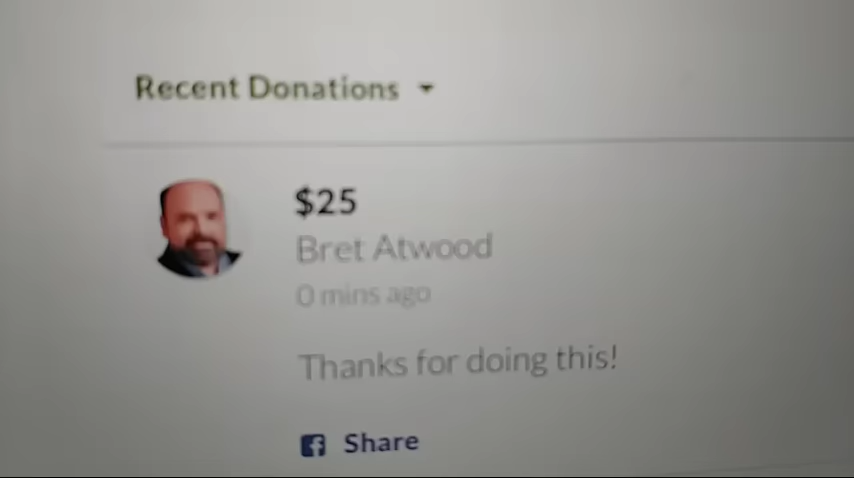 Recent Donations
$25
Bret Atwood
0 mins ago
Thanks for doing this!
Share